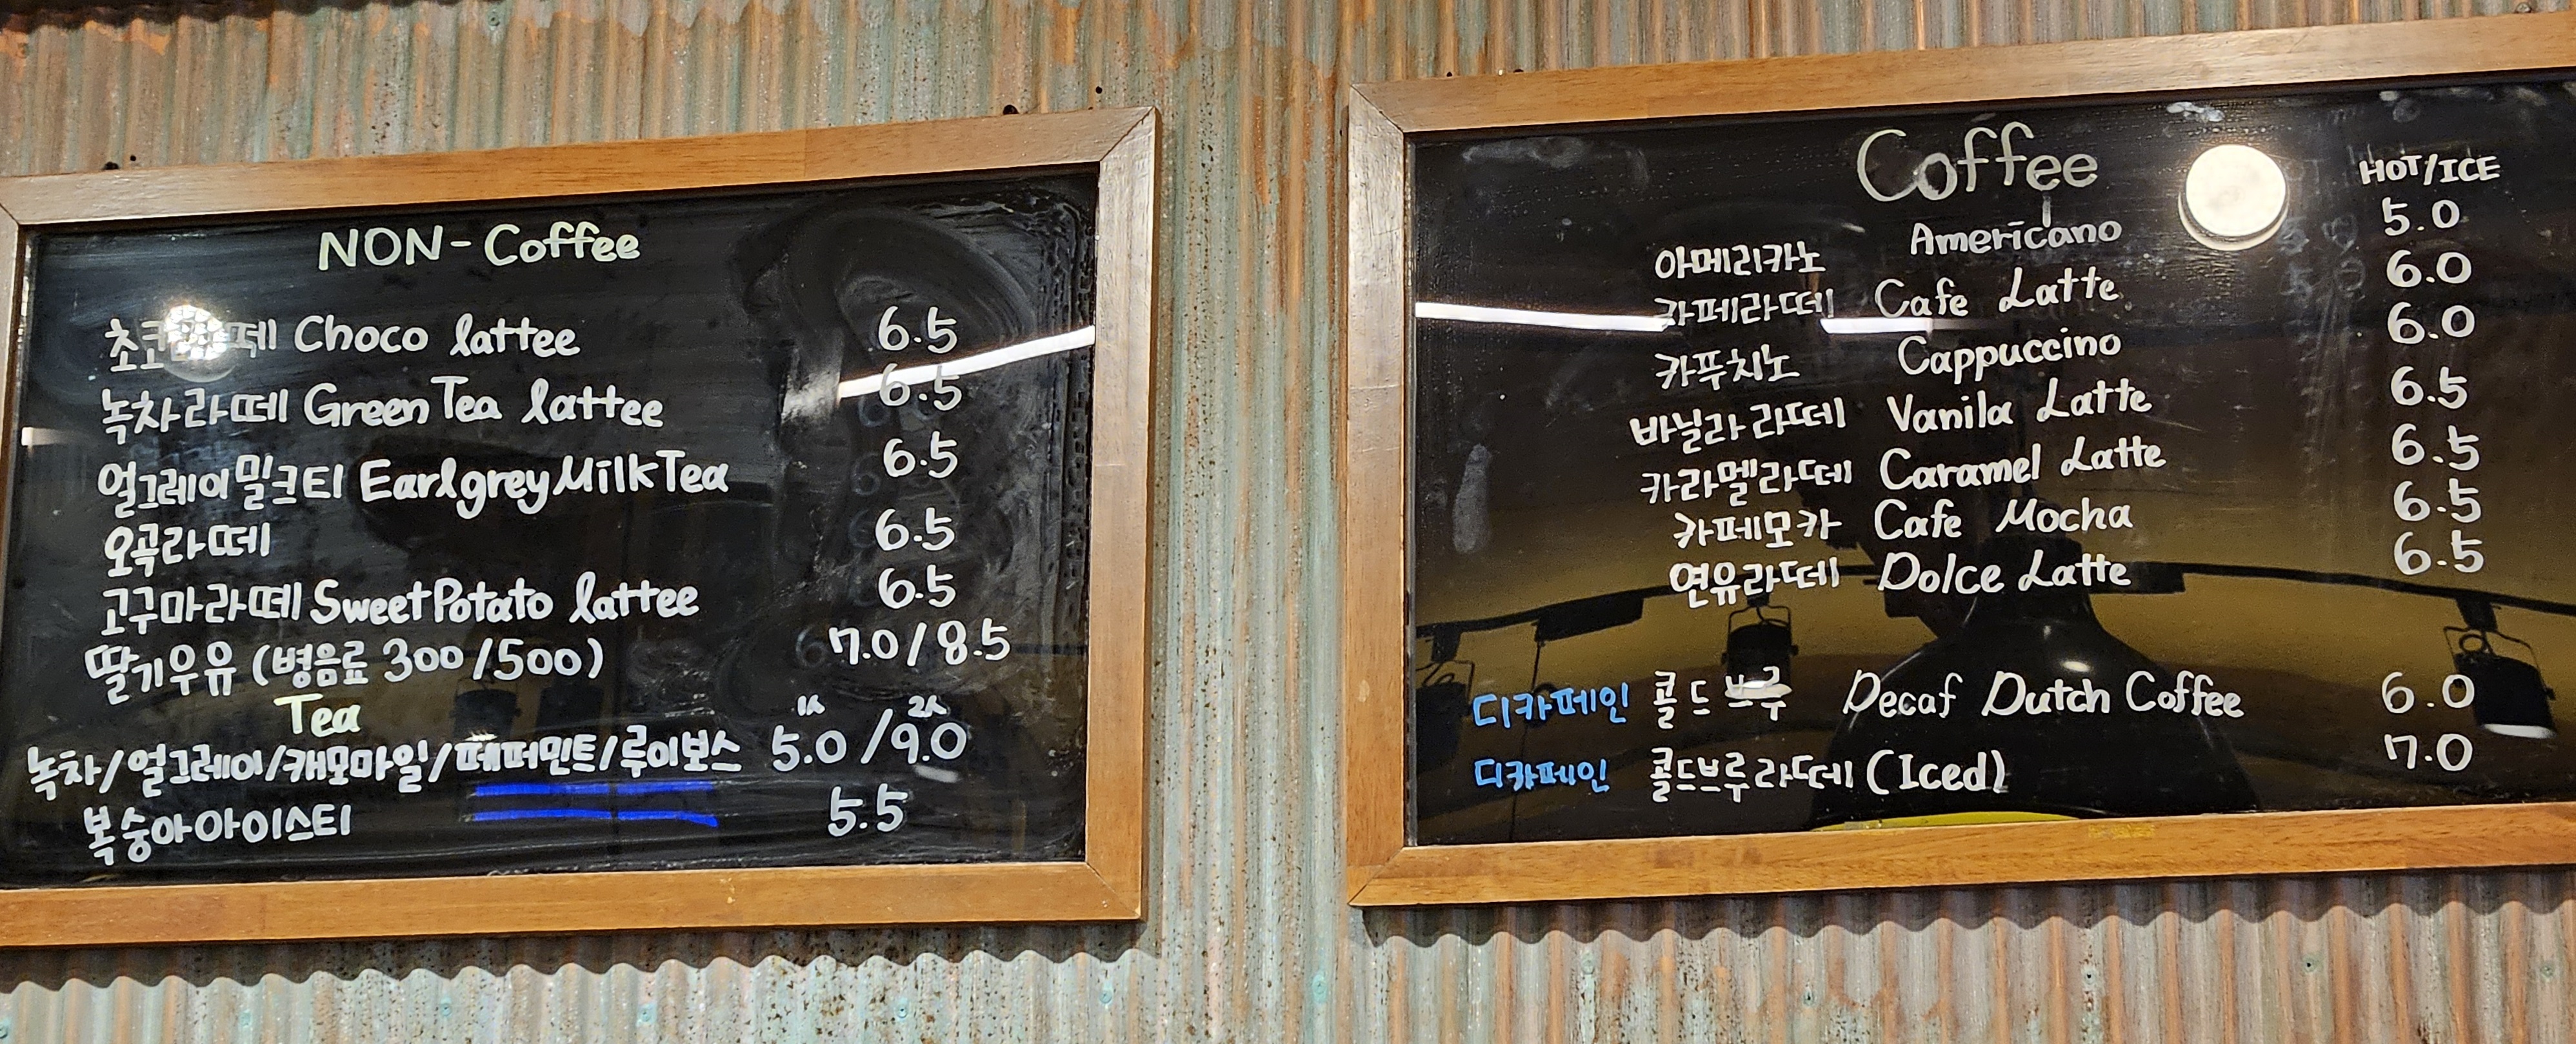 NON-Coffee
초코라떼 Choco lattee 6.5
녹차라떼 Green Tea lattee 6.5
얼그레이밀크티 Earlgrey Milk Tea 6.5
오곡라떼 6.5
고구마라떼 Sweet Potato lattee 6.5
딸기우유 (병음료 300/500) 7.0/8.5
Tea
1人 2人
녹차/얼그레이/캐모마일/페퍼민트/루이보스 5.0/9.0
복숭아아이스티 5.5
Coffee HOT/ICE
아메리카노 Americano 5.0
카페라떼 Cafe Latte 6.0
카푸치노 Cappuccino 6.0
바닐라라떼 Vanila Latte 6.5
카라멜라떼 Caramel Latte 6.5
카페모카 Cafe Mocha 6.5
연유라떼 Dolce Latte 6.5
디카페인 콜드브루 Decaf Dutch Coffee 6.0
디카페인 콜드브루라떼 (Iced) 7.0